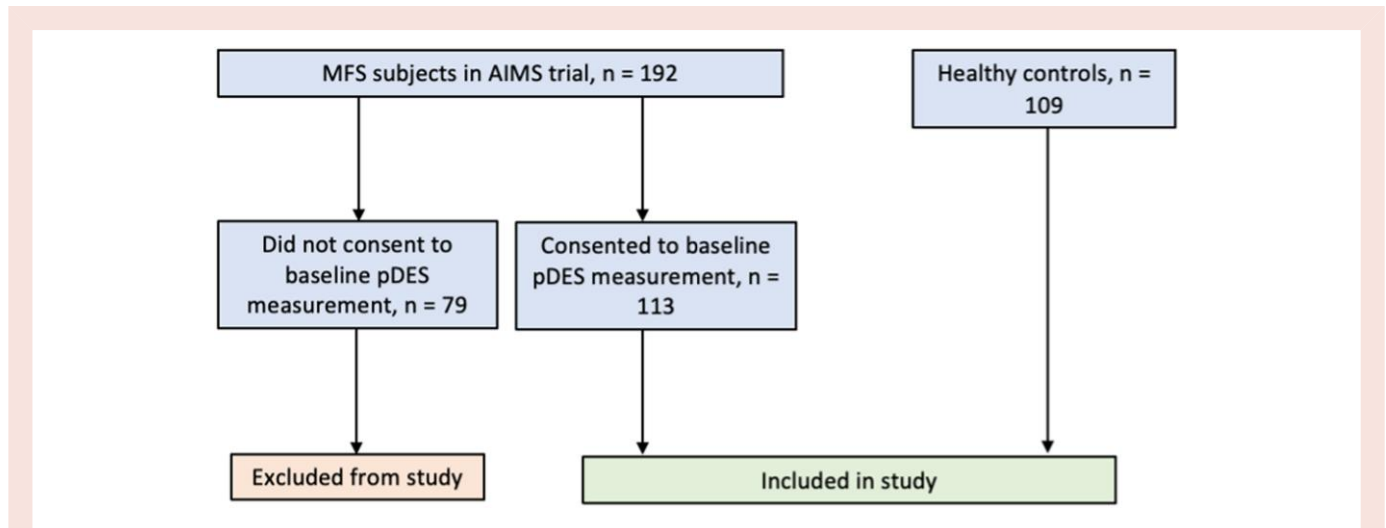 MFS subjects in AIMS trial, n = 192
Healthy controls, n =
109
Did not consent to
baseline pDES
measurement, n = 79
Consented to baseline
pDES measurement, n =
113
Excluded from study
Included in study